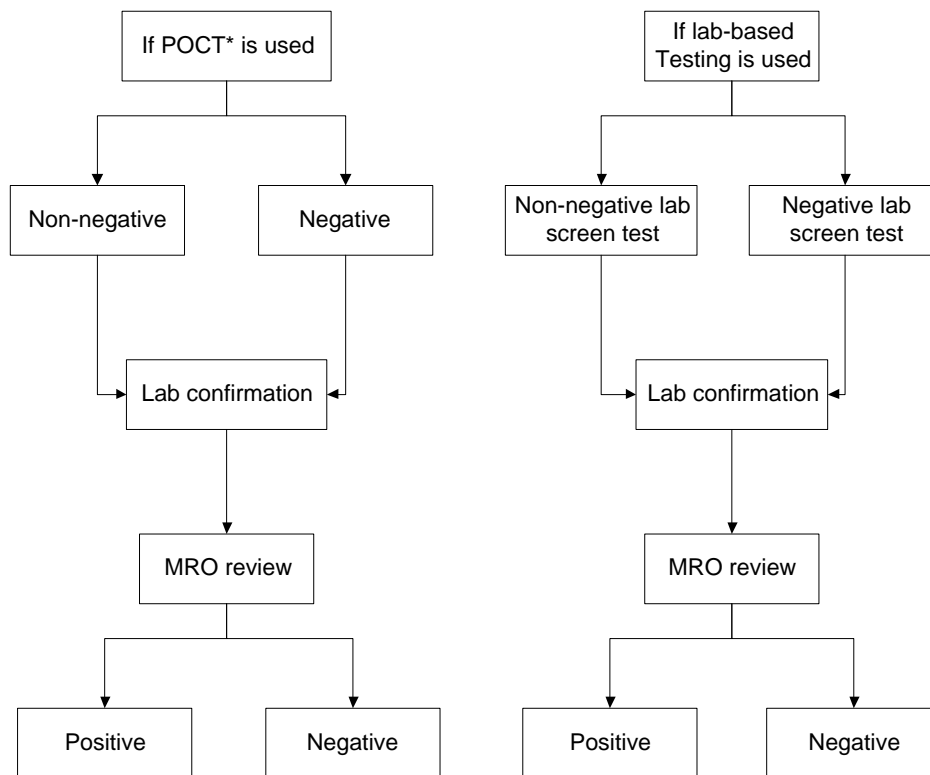 If POCT* is used
If lab-based
Testing is used
Non-negative
Negative
Non-negative lab
screen test
Negative lab
screen test
Lab confirmation
Lab confirmation
MRO review
MRO review
Positive
Negative
Positive
Negative